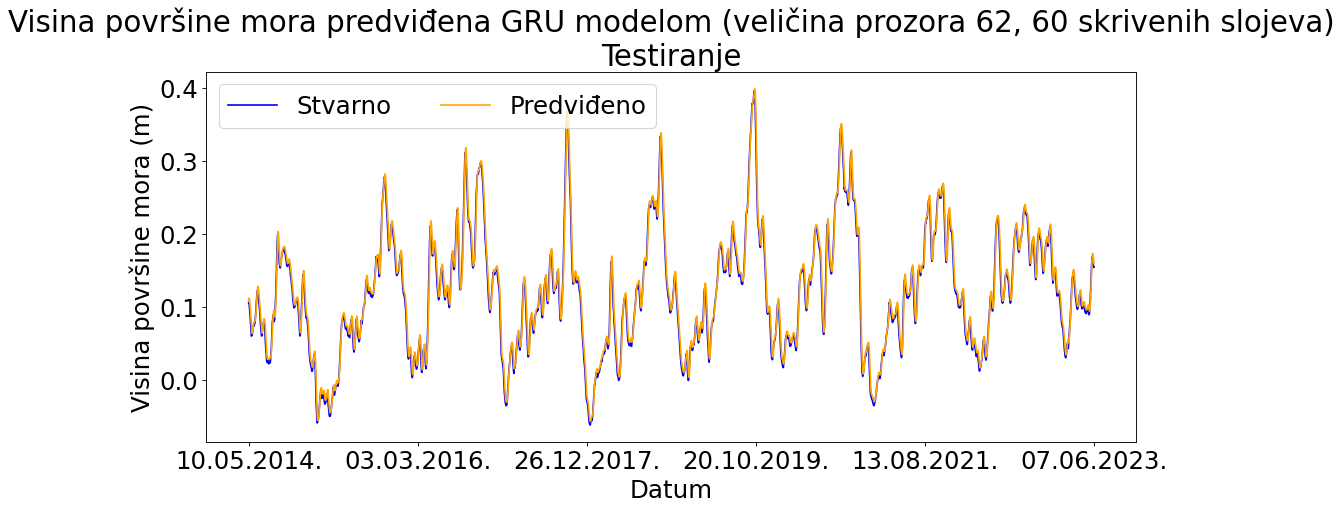 Visina površine mora predviđena GRU modelom (veličina prozora 62, 60 skrivenih slojeva)
Testiranje
Stvarno
Predviđeno
Visina površine mora (m)
0.4
0.3
0.2
0.1
0.0
10.05.2014.
03.03.2016.
26.12.2017.
20.10.2019.
13.08.2021.
07.06.2023.
Datum